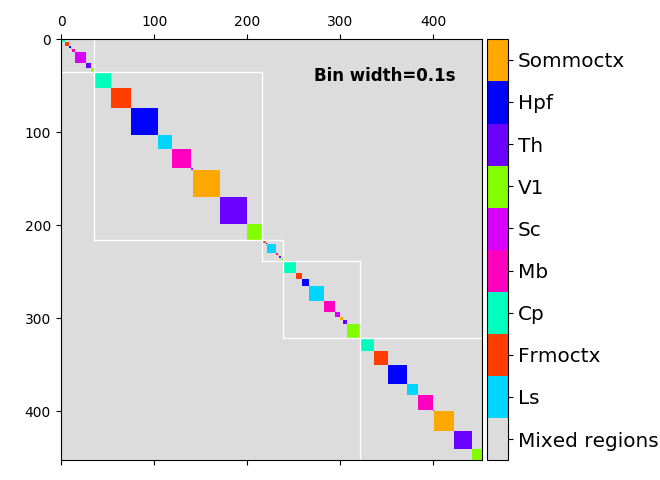 0 100 200 300 400
0
100
200
300
400
Bin width=0.1s
Sommoctx
Hpf
Th
V1
Sc
Mb
Cp
Frmoctx
Ls
Mixed regions